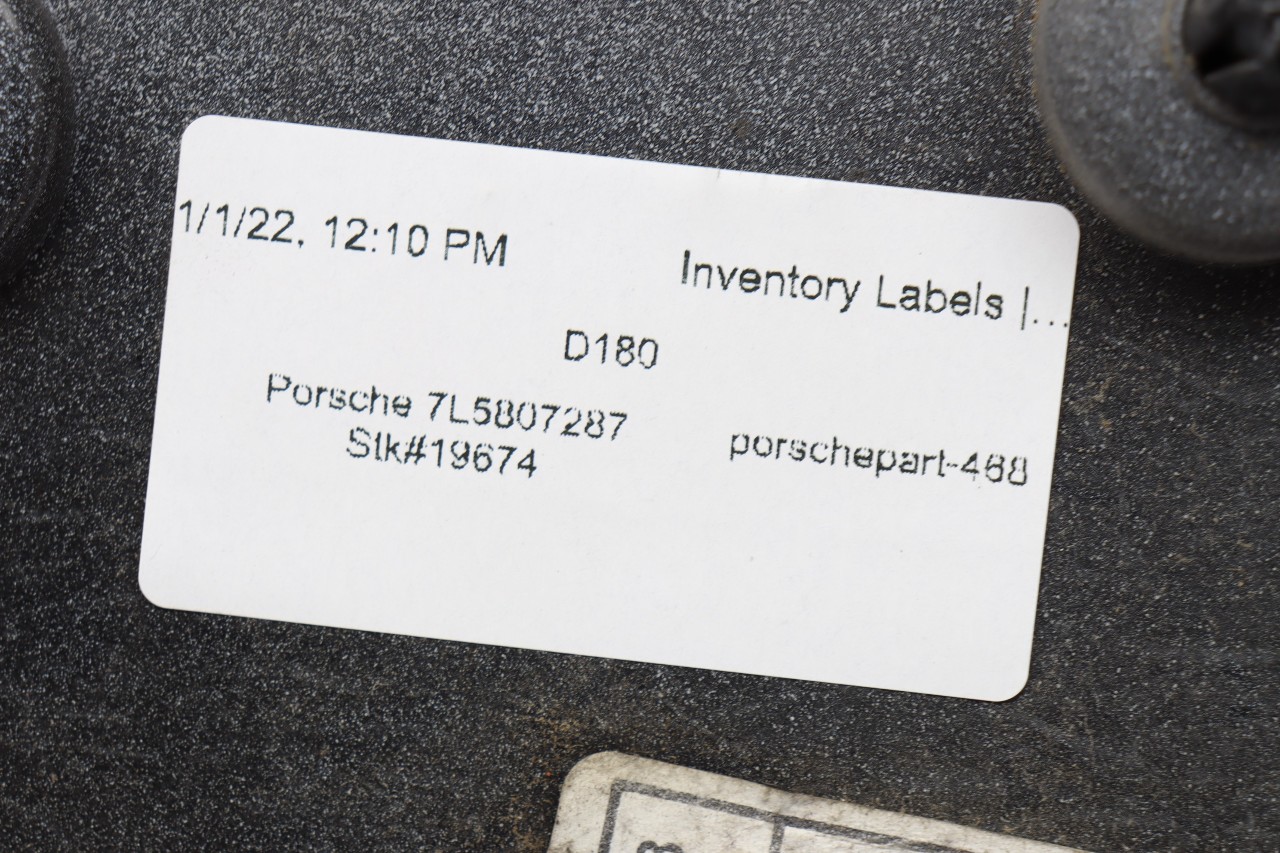 1/1/22, 12:10 PM
Inventory Labels |...
D180
Porsche 7L5807287
Stk#19674
porschepart-468